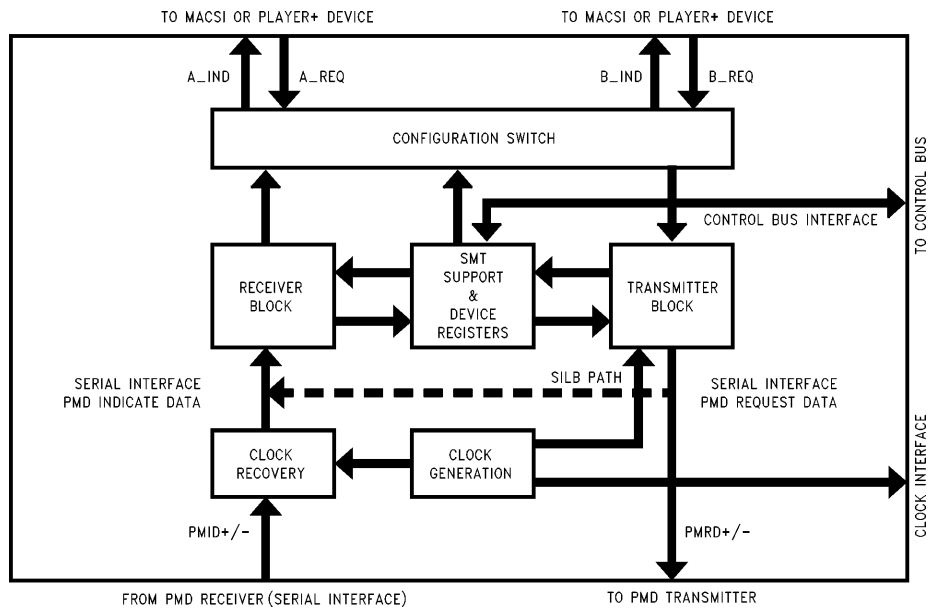 TO MACSI OR PLAYER+ DEVICE
TO MACSI OR PLAYER+ DEVICE
A_IND
A_REQ
B_IND
B_REQ
CONFIGURATION SWITCH
TO CONTROL BUS
CONTROL BUS INTERFACE
RECEIVER
BLOCK
SMT
SUPPORT
&
DEVICE
REGISTERS
TRANSMITTER
BLOCK
SERIAL INTERFACE
PMD INDICATE DATA
SILB PATH
SERIAL INTERFACE
PMD REQUEST DATA
CLOCK
RECOVERY
CLOCK
GENERATION
CLOCK INTERFACE
PMID+/-
PMRD+/-
FROM PMD RECEIVER (SERIAL INTERFACE)
TO PMD TRANSMITTER